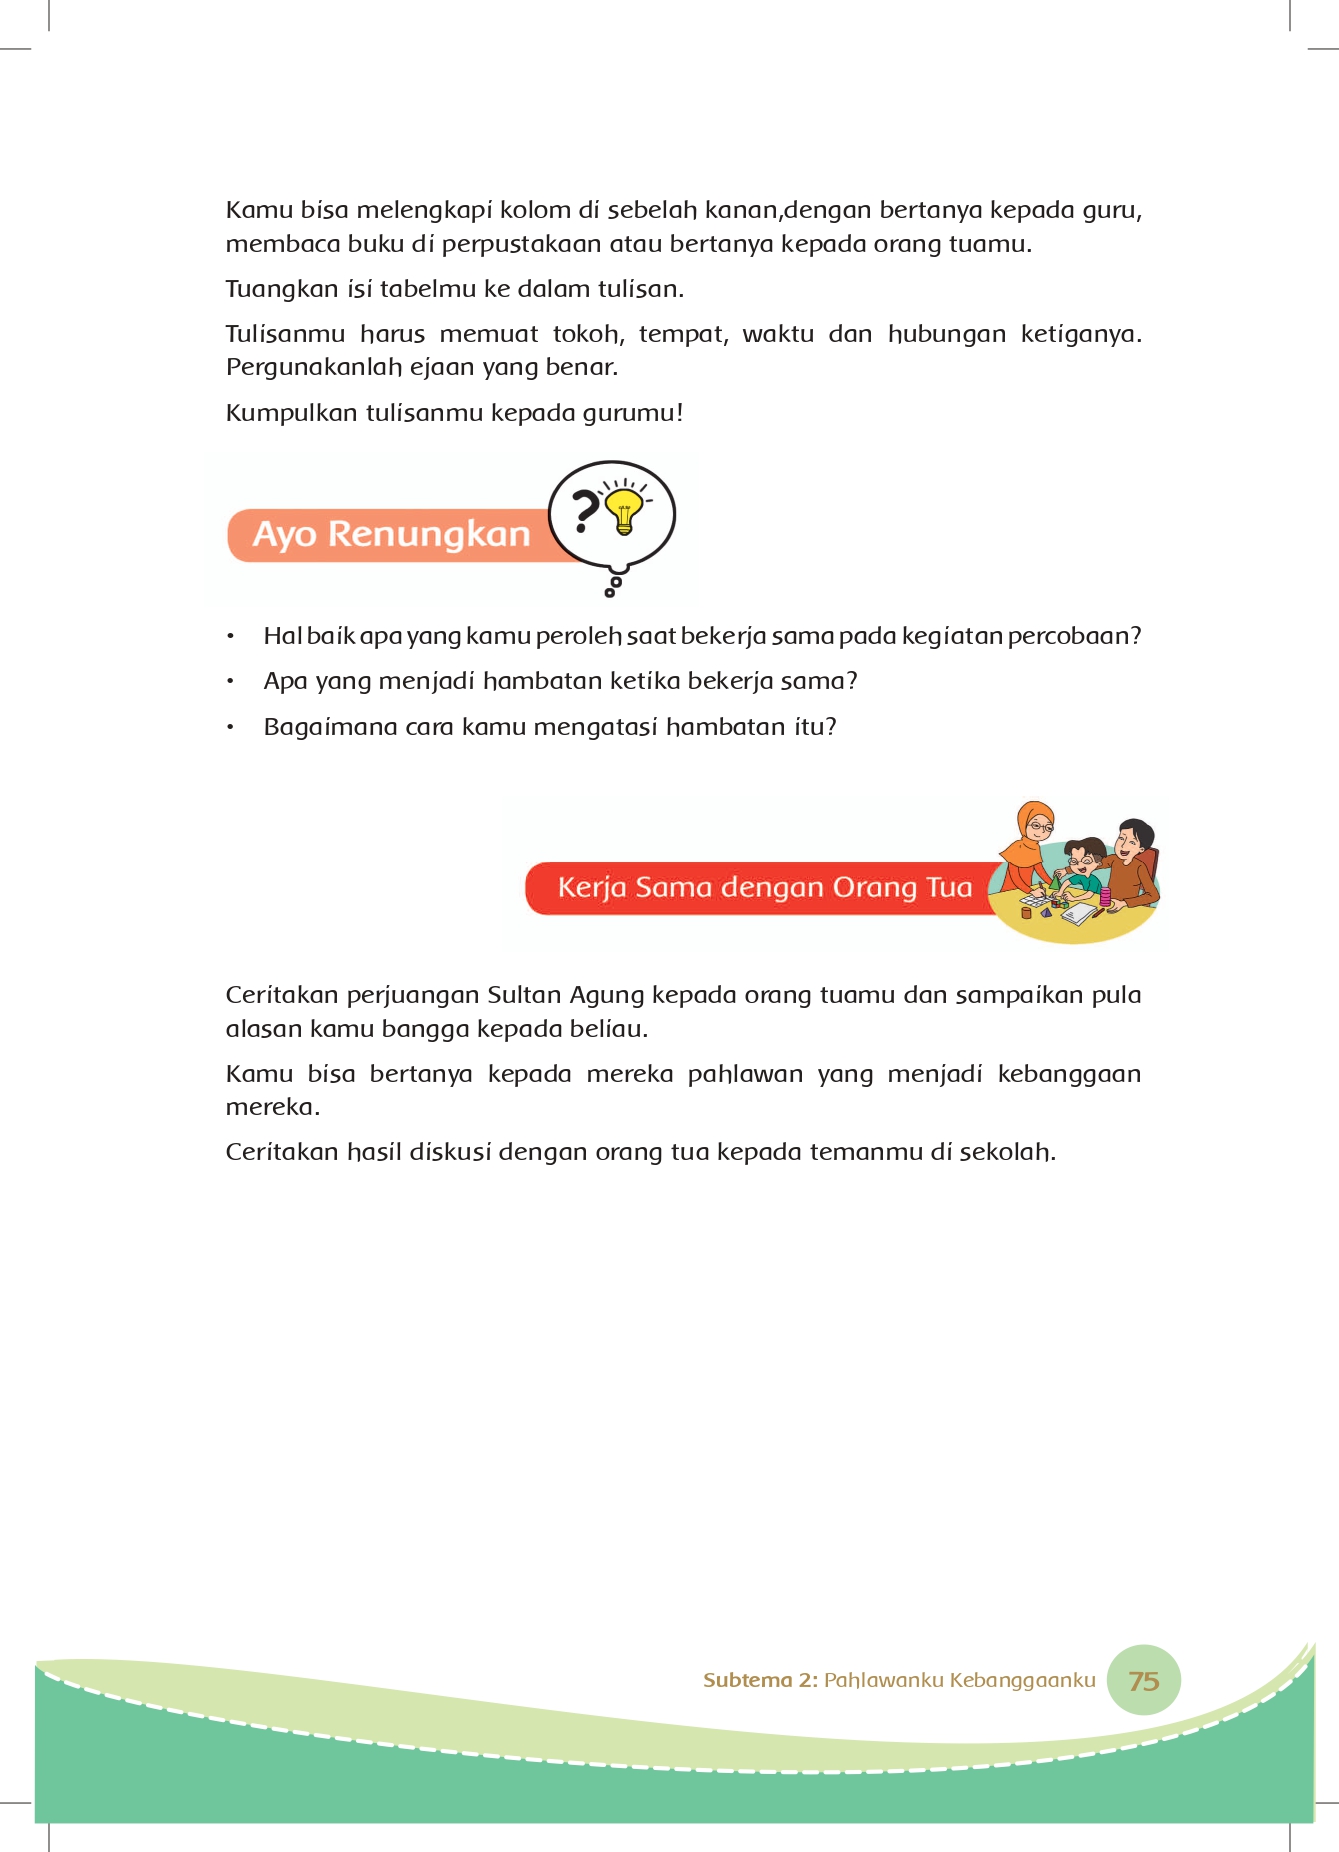 Kamu bisa melengkapi kolom di sebelah kanan,dengan bertanya kepada guru,
membaca buku di perpustakaan atau bertanya kepada orang tuamu.
Tuangkan isi tabelmu ke dalam tulisan.
Tulisanmu harus memuat tokoh, tempat, waktu dan hubungan ketiganya.
Pergunakanlah ejaan yang benar.
Kumpulkan tulisanmu kepada gurumu!
Ayo Renungkan
?
• Hal baik apa yang kamu peroleh saat bekerja sama pada kegiatan percobaan?
• Apa yang menjadi hambatan ketika bekerja sama?
• Bagaimana cara kamu mengatasi hambatan itu?
Kerja Sama dengan Orang Tua
Ceritakan perjuangan Sultan Agung kepada orang tuamu dan sampaikan pula
alasan kamu bangga kepada beliau.
Kamu bisa bertanya kepada mereka pahlawan yang menjadi kebanggaan
mereka.
Ceritakan hasil diskusi dengan orang tua kepada temanmu di sekolah.
Subtema 2: Pahlawanku Kebanggaanku 75